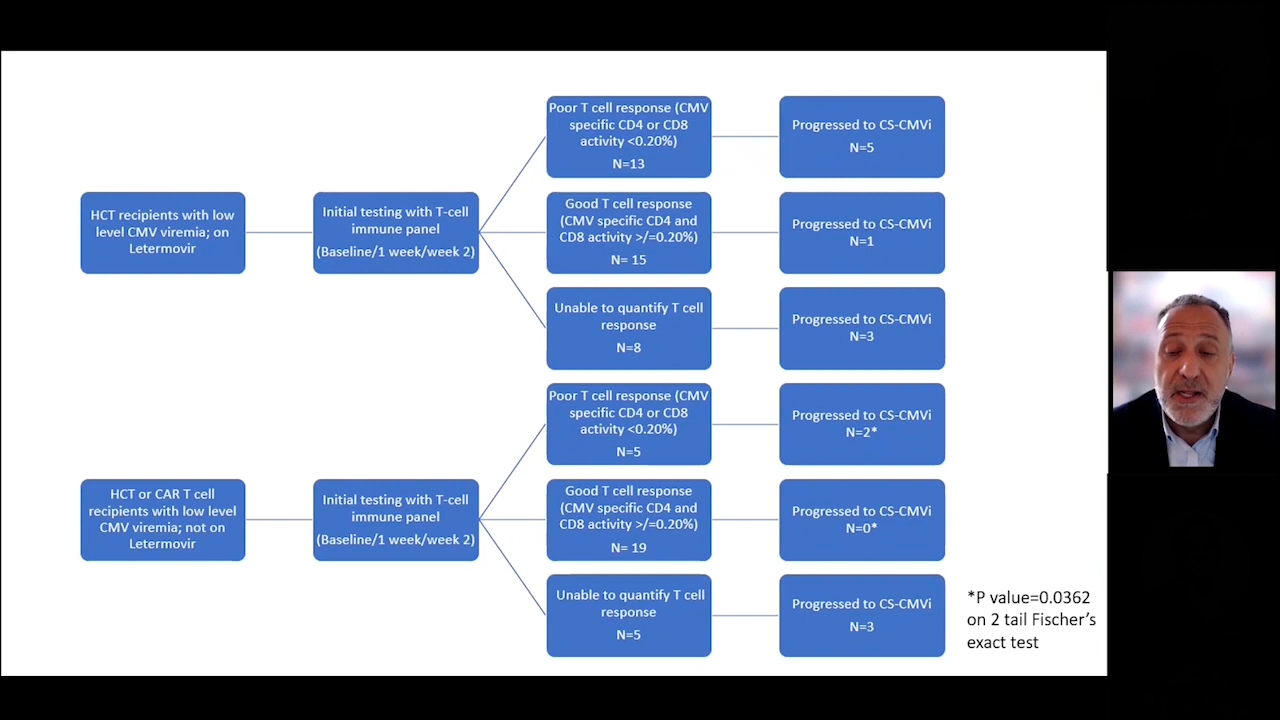 HCT recipients with low
level CMV viremia; on
Letermovir
Initial testing with T-cell
immune panel
(Baseline/1 week/week 2)
Poor T cell response (CMV
specific CD4 or CD8
activity <0.20%)
N=13
Progressed to CS-CMVi
N=5
Good T cell response
(CMV specific CD4 and
CD8 activity >/=0.20%)
N= 15
Progressed to CS-CMVi
N=1
Unable to quantify T cell
response
N=8
Progressed to CS-CMVi
N=3
HCT or CAR T cell
recipients with low level
CMV viremia; not on
Letermovir
Initial testing with T-cell
immune panel
(Baseline/1 week/week 2)
Poor T cell response (CMV
specific CD4 or CD8
activity <0.20%)
N=5
Progressed to CS-CMVi
N=2*
Good T cell response
(CMV specific CD4 and
CD8 activity >/=0.20%)
N= 19
Progressed to CS-CMVi
N=0*
Unable to quantify T cell
response
N=5
Progressed to CS-CMVi
N=3
*P value=0.0362
on 2 tail Fischer's
exact test